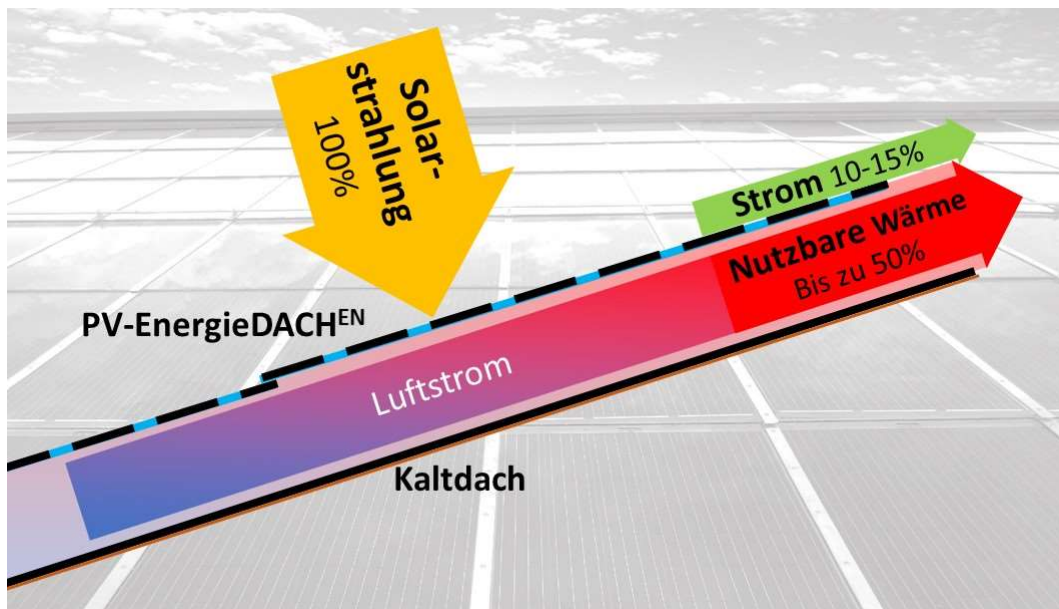 Solar-
strahlung
100%
Strom 10-15%
Nutzbare Wärme
Bis zu 50%
PV-EnergieDACHᴱᴺ
Luftstrom
Kaltdach